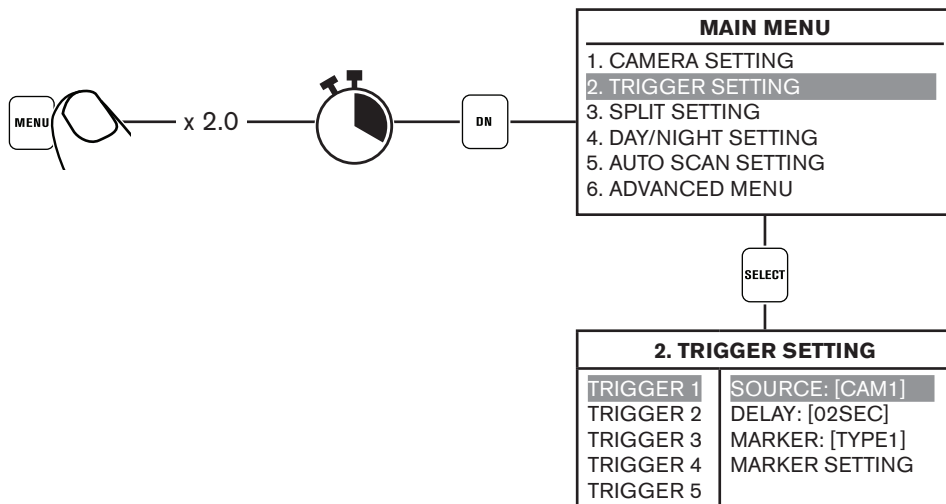 MENU
x 2.0
DN
MAIN MENU
1. CAMERA SETTING
2. TRIGGER SETTING
3. SPLIT SETTING
4. DAY/NIGHT SETTING
5. AUTO SCAN SETTING
6. ADVANCED MENU
SELECT
2. TRIGGER SETTING
TRIGGER 1 SOURCE: [CAM1]
TRIGGER 2 DELAY: [02SEC]
TRIGGER 3 MARKER: [TYPE1]
TRIGGER 4 MARKER SETTING
TRIGGER 5